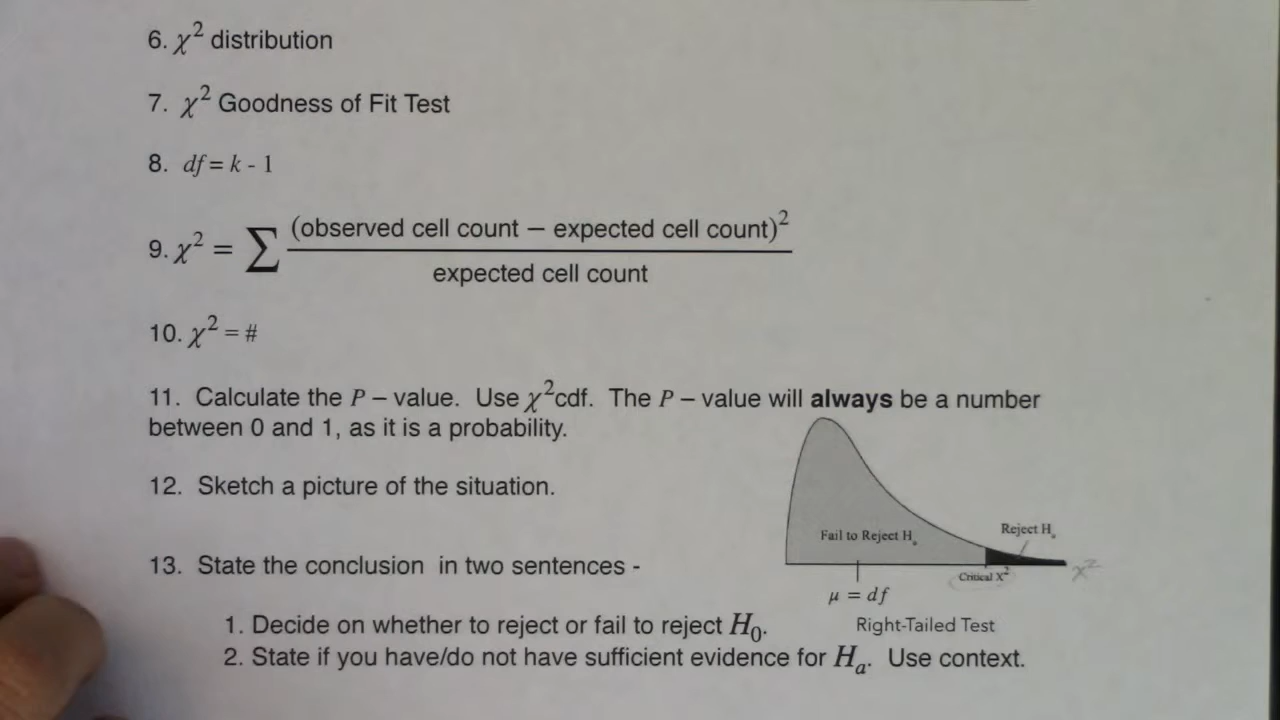 6. χ² distribution
7. χ² Goodness of Fit Test
8. df = k - 1
9. χ² = ∑ (observed cell count – expected cell count)² / expected cell count
10. χ² = #
11. Calculate the P – value. Use χ²cdf. The P – value will always be a number
between 0 and 1, as it is a probability.
12. Sketch a picture of the situation.
Fail to Reject Hₒ
Reject Hₒ
Critical X²
χ²
μ = df
Right-Tailed Test
13. State the conclusion in two sentences -
1. Decide on whether to reject or fail to reject H₀.
2. State if you have/do not have sufficient evidence for Hₐ. Use context.